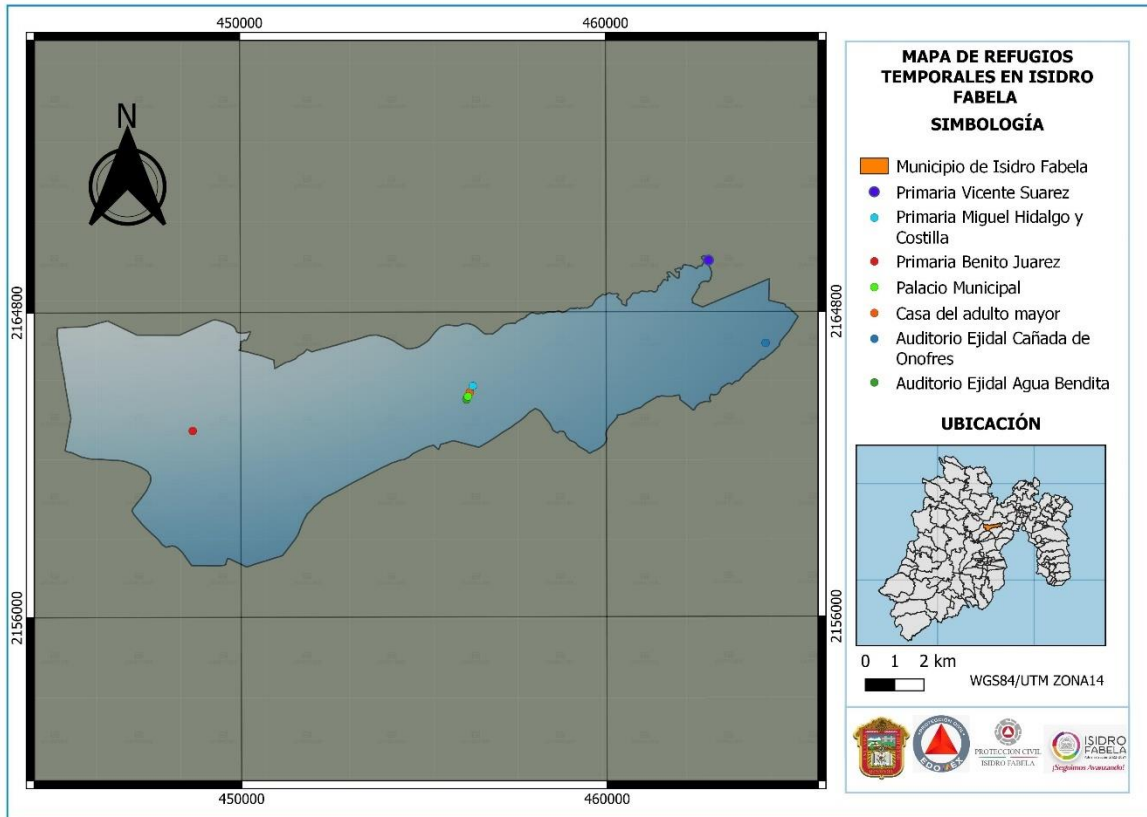 450000
460000
N
2164800
2164800
2156000
2156000
450000
460000
MAPA DE REFUGIOS
TEMPORALES EN ISIDRO
FABELA
SIMBOLOGÍA
Municipio de Isidro Fabela
Primaria Vicente Suarez
Primaria Miguel Hidalgo y
Costilla
Primaria Benito Juarez
Palacio Municipal
Casa del adulto mayor
Auditorio Ejidal Cañada de
Onofres
Auditorio Ejidal Agua Bendita
UBICACIÓN
0 1 2 km
WGS84/UTM ZONA14
PROTECCIÓN CIVIL
EDOMEX
PROTECCION CIVIL
ISIDRO FABELA
ISIDRO
FABELA
¡Seguimos Avanzando!